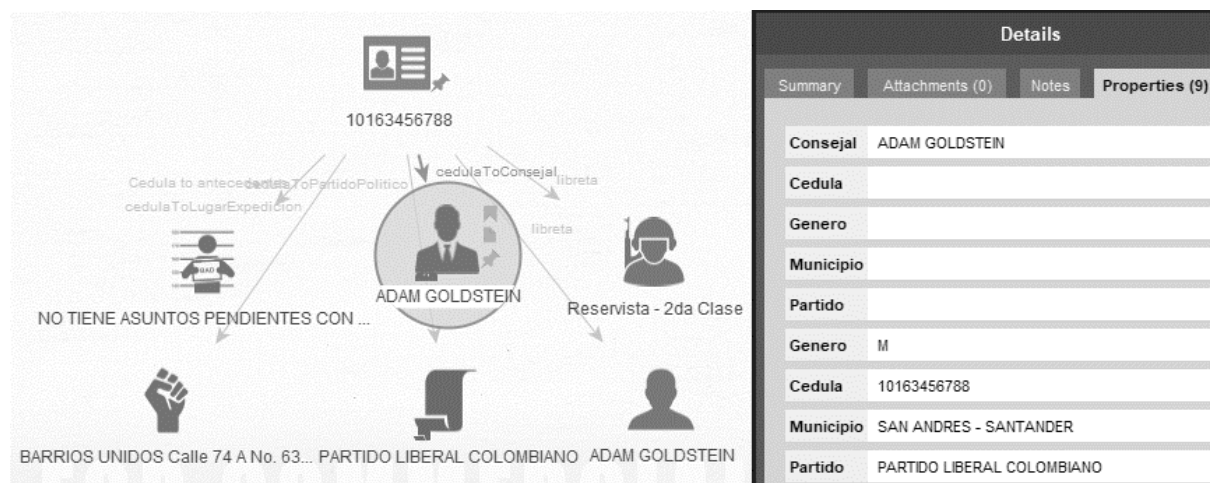 10163456788
Cedula to antecedentes
cedulaToPartidoPolitico
cedulaToConsejal
libreta
cedulaToLugarExpedicion
libreta
BAD
ADAM GOLDSTEIN
NO TIENE ASUNTOS PENDIENTES CON ...
Reservista - 2da Clase
BARRIOS UNIDOS Calle 74 A No. 63...
PARTIDO LIBERAL COLOMBIANO
ADAM GOLDSTEIN
Details
Summary
Attachments (0)
Notes
Properties (9)
Consejal ADAM GOLDSTEIN
Cedula
Genero
Municipio
Partido
Genero M
Cedula 10163456788
Municipio SAN ANDRES - SANTANDER
Partido PARTIDO LIBERAL COLOMBIANO